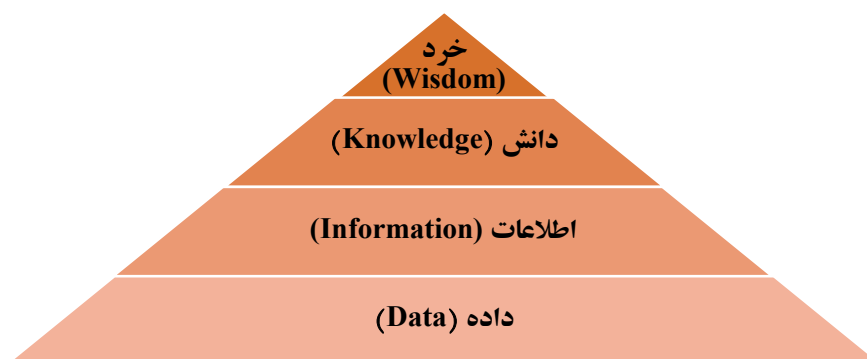 خرد
(Wisdom)
دانش (Knowledge)
اطلاعات (Information)
داده (Data)